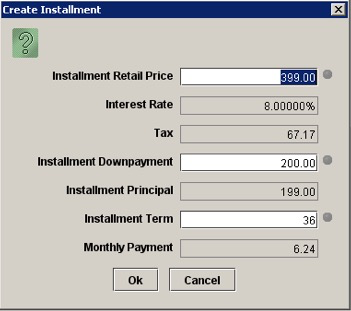 Create Installment
Installment Retail Price 399.00
Interest Rate 8.00000%
Tax 67.17
Installment Downpayment 200.00
Installment Principal 199.00
Installment Term 36
Monthly Payment 6.24
Ok Cancel